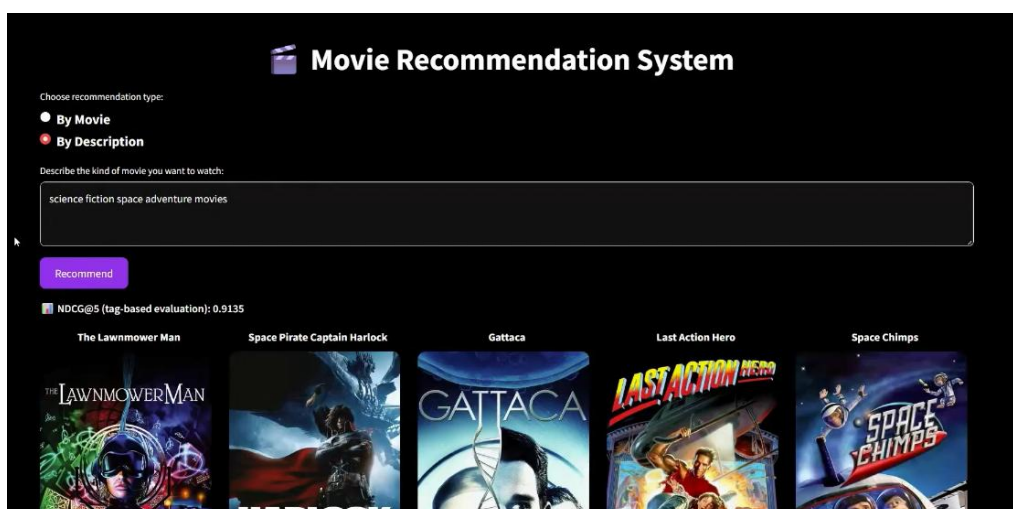 Movie Recommendation System
Choose recommendation type:
By Movie
By Description
Describe the kind of movie you want to watch:
science fiction space adventure movies
Recommend
NDCG@5 (tag-based evaluation): 0.9135
The Lawnmower Man
Space Pirate Captain Harlock
Gattaca
Last Action Hero
Space Chimps
THE LAWNMOWER MAN
HARLOCK
GATTACA
LAST ACTION HERO
SPACE
CHIMPS